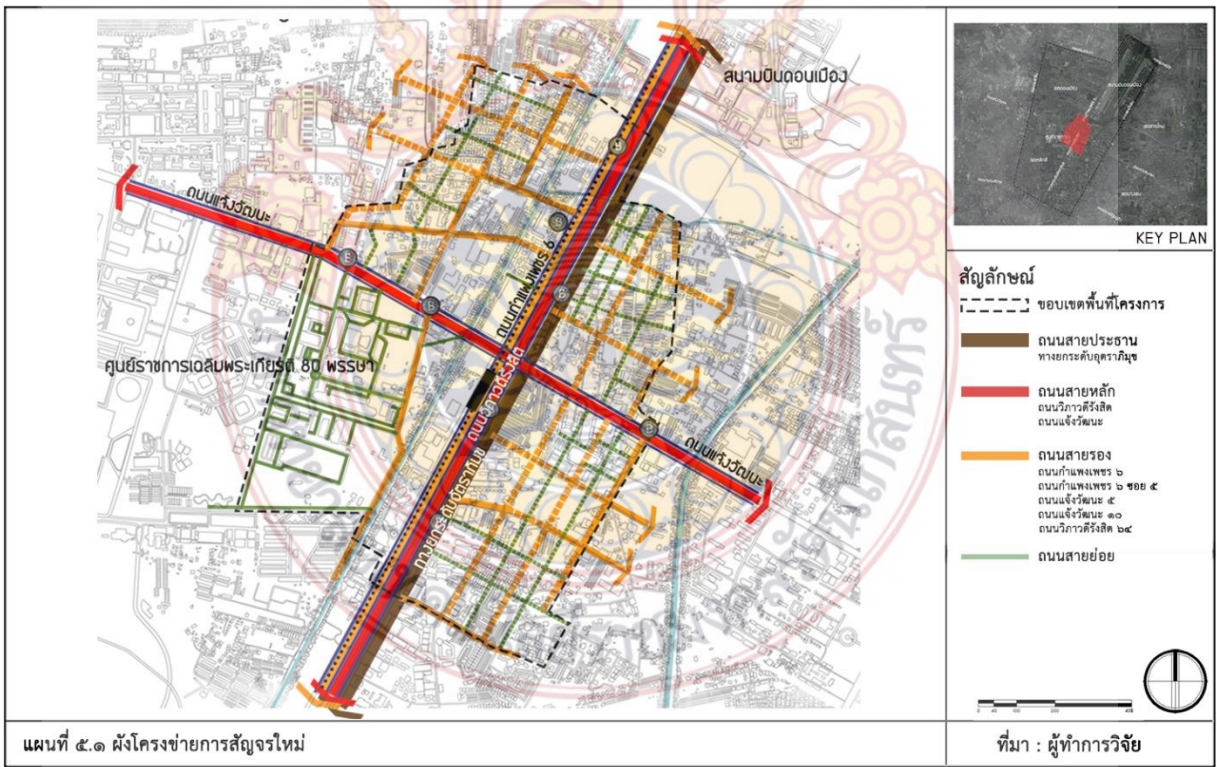 สนามบินดอนเมือง
ถนนแจ้งวัฒนะ
ถนนกำแพงเพชร 6
ศูนย์ราชการเฉลิมพระเกียรติ 80 พรรษา
ถนนวิภาวดีรังสิต
ทางยกระดับอุตราภิมุข
ถนนแจ้งวัฒนะ
KEY PLAN
สัญลักษณ์
ขอบเขตพื้นที่โครงการ
ถนนสายประธาน
ทางยกระดับอุตราภิมุข
ถนนสายหลัก
ถนนวิภาวดีรังสิต
ถนนแจ้งวัฒนะ
ถนนสายรอง
ถนนกำแพงเพชร ๖
ถนนกำแพงเพชร ๖ ซอย ๕
ถนนแจ้งวัฒนะ ๕
ถนนแจ้งวัฒนะ ๑๐
ถนนวิภาวดีรังสิต ๖๔
ถนนสายย่อย
แผนที่ ๕.๑ ผังโครงข่ายการสัญจรใหม่
ที่มา : ผู้ทำการวิจัย